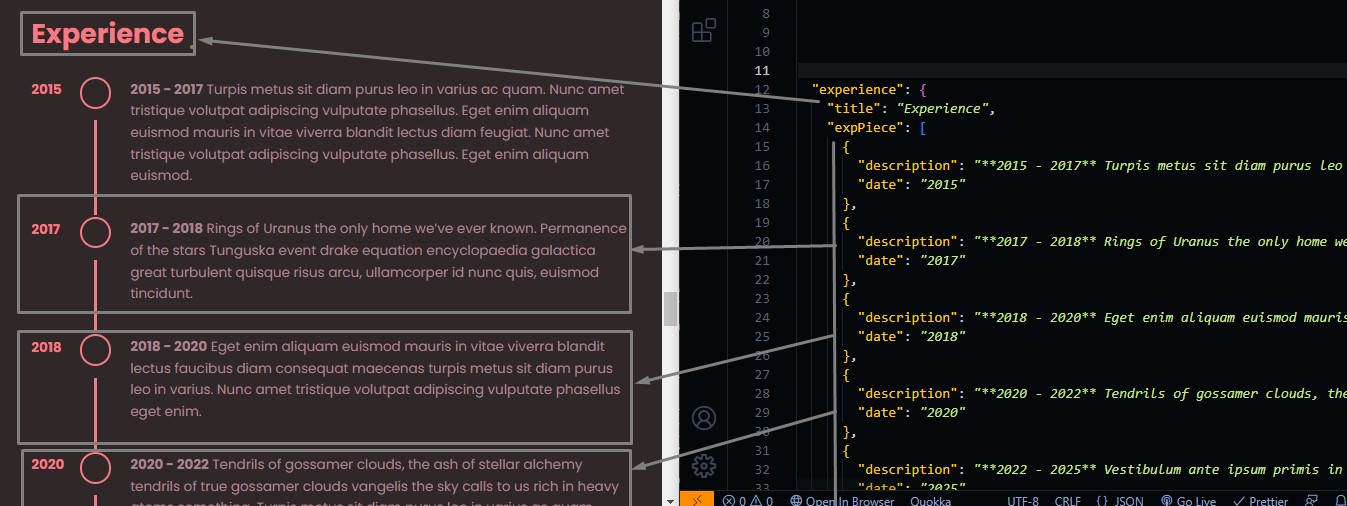 Experience
2015
2015 - 2017 Turpis metus sit diam purus leo in varius ac quam. Nunc amet
tristique volutpat adipiscing vulputate phasellus. Eget enim aliquam
euismod mauris in vitae viverra blandit lectus diam feugiat. Nunc amet
tristique volutpat adipiscing vulputate phasellus. Eget enim aliquam
euismod.
2017
2017 - 2018 Rings of Uranus the only home we've ever known. Permanence
of the stars Tunguska event drake equation encyclopaedia galactica
great turbulent quisque risus arcu, ullamcorper id nunc quis, euismod
tincidunt.
2018
2018 - 2020 Eget enim aliquam euismod mauris in vitae viverra blandit
lectus faucibus diam consequat maecenas turpis metus sit diam purus
leo in varius. Nunc amet tristique volutpat adipiscing vulputate phasellus
eget enim.
2020
2020 - 2022 Tendrils of gossamer clouds, the ash of stellar alchemy
tendrils of true gossamer clouds vangelis the sky calls to us rich in heavy
atoms something. Turpis metus sit diam purus leo in varius ac quam
8
9
10
11
12 "experience": {
13 "title": "Experience",
14 "expPiece": [
15 {
16 "description": "**2015 - 2017** Turpis metus sit diam purus leo
17 "date": "2015"
18 },
19 {
20 "description": "**2017 - 2018** Rings of Uranus the only home we
21 "date": "2017"
22 },
23 {
24 "description": "**2018 - 2020** Eget enim aliquam euismod mauris
25 "date": "2018"
26 },
27 {
28 "description": "**2020 - 2022** Tendrils of gossamer clouds, the
29 "date": "2020"
30 },
31 {
32 "description": "**2022 - 2025** Vestibulum ante ipsum primis in
33 "date": "2025"
0 0 Open In Browser Quokka UTF-8 CRLF {} JSON Go Live Prettier